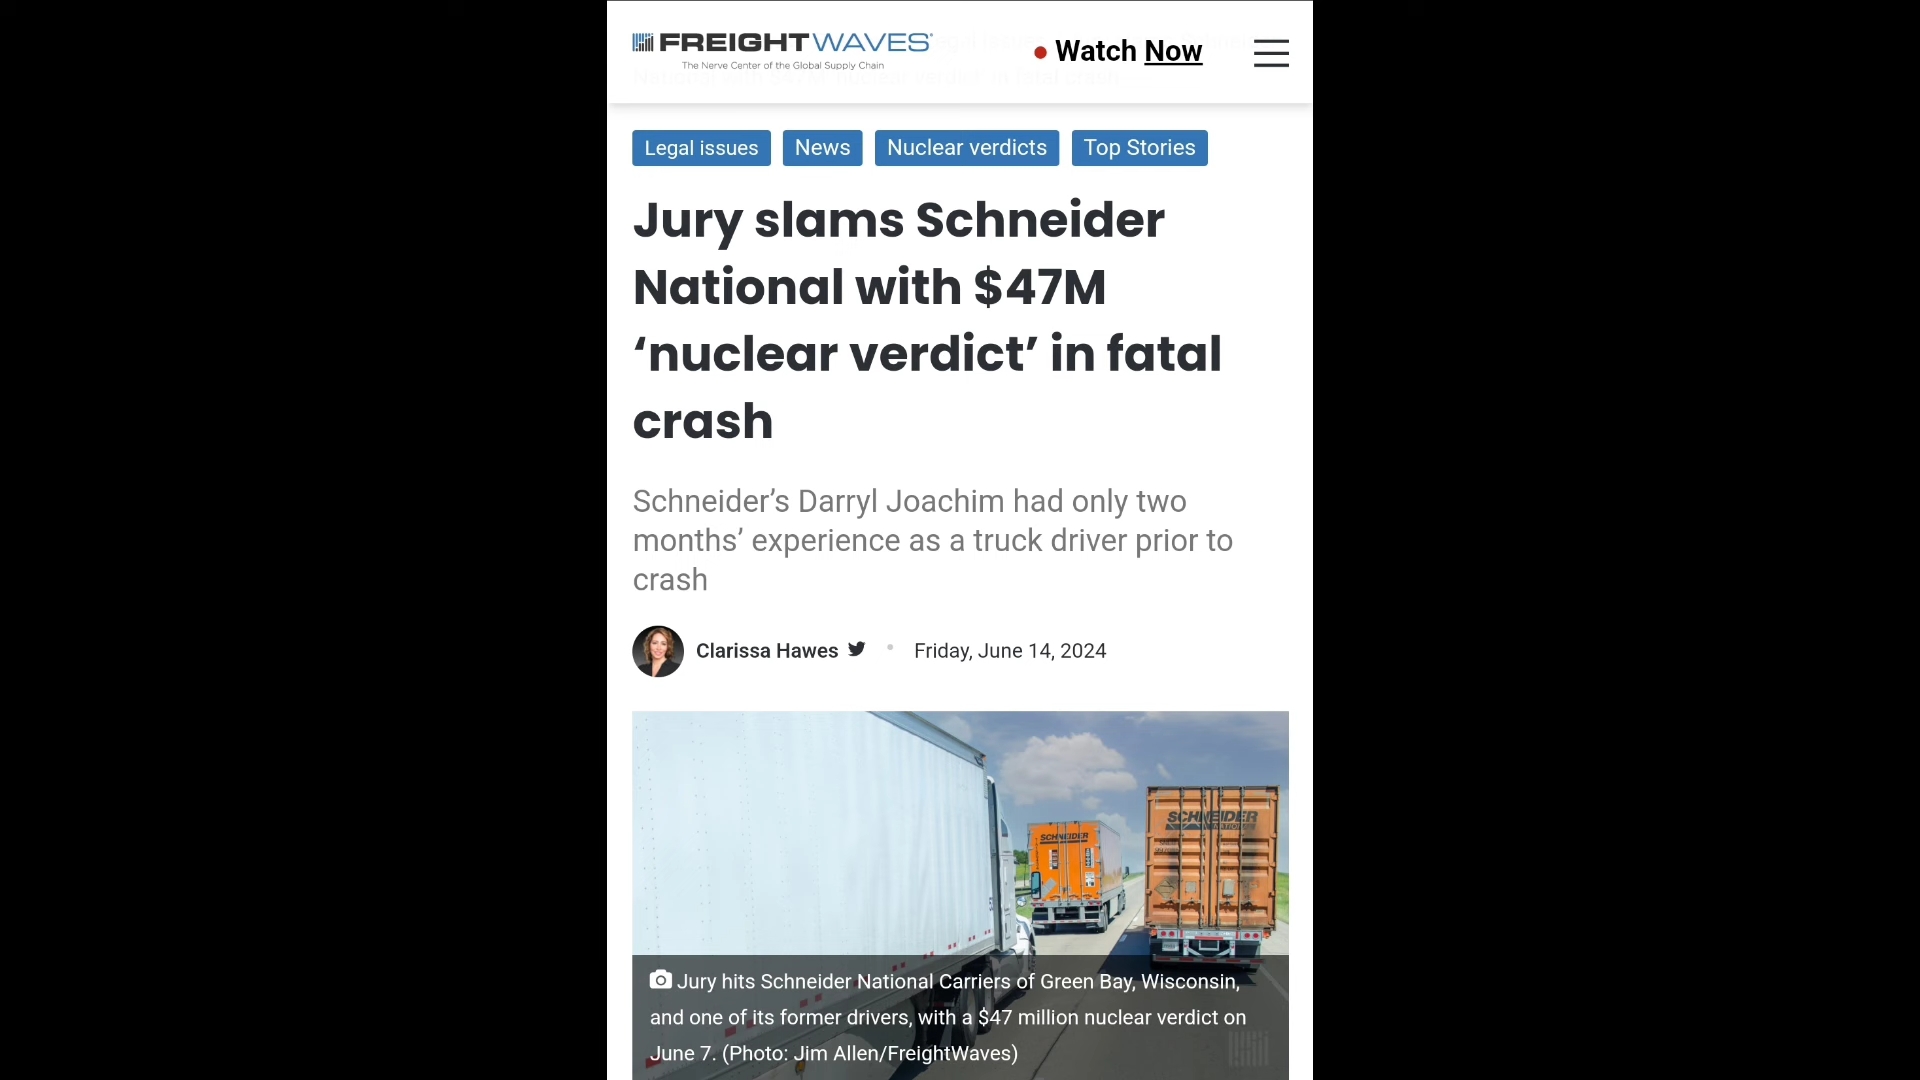 FREIGHTWAVES
The Nerve Center of the Global Supply Chain
Watch Now
Legal issues
News
Nuclear verdicts
Top Stories
Jury slams Schneider
National with $47M
‘nuclear verdict’ in fatal
crash
Schneider’s Darryl Joachim had only two
months’ experience as a truck driver prior to
crash
Clarissa Hawes
Friday, June 14, 2024
SCHNEIDER
SCHNEIDER
NATIONAL
Jury hits Schneider National Carriers of Green Bay, Wisconsin,
and one of its former drivers, with a $47 million nuclear verdict on
June 7. (Photo: Jim Allen/FreightWaves)